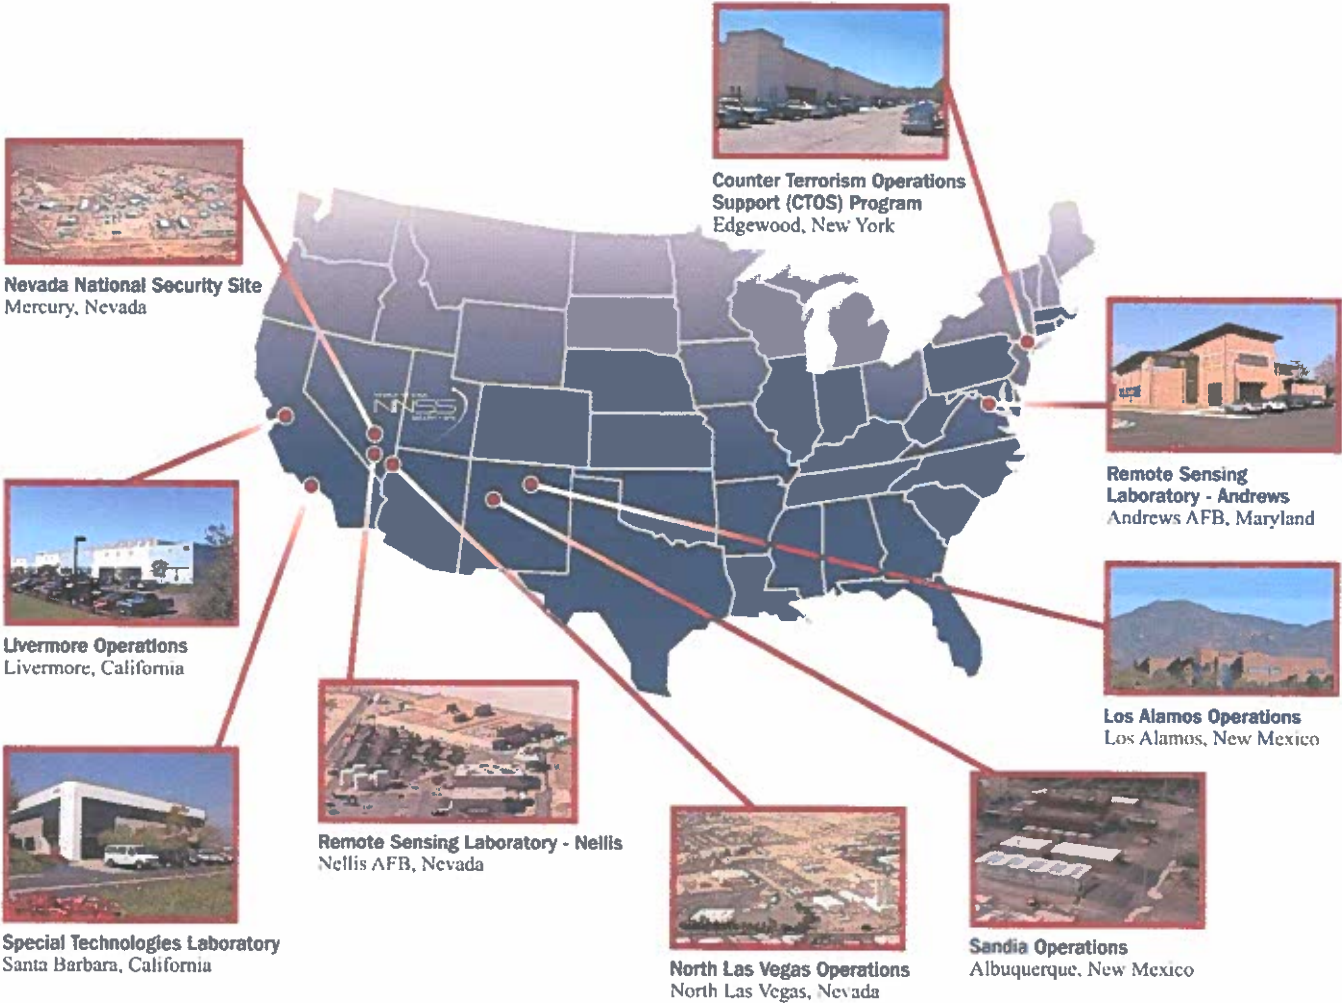 Counter Terrorism Operations
Support (CTOS) Program
Edgewood, New York
Nevada National Security Site
Mercury, Nevada
NNSS
Remote Sensing
Laboratory - Andrews
Andrews AFB, Maryland
Livermore Operations
Livermore, California
Los Alamos Operations
Los Alamos, New Mexico
Remote Sensing Laboratory - Nellis
Nellis AFB, Nevada
Special Technologies Laboratory
Santa Barbara, California
North Las Vegas Operations
North Las Vegas, Nevada
Sandia Operations
Albuquerque, New Mexico